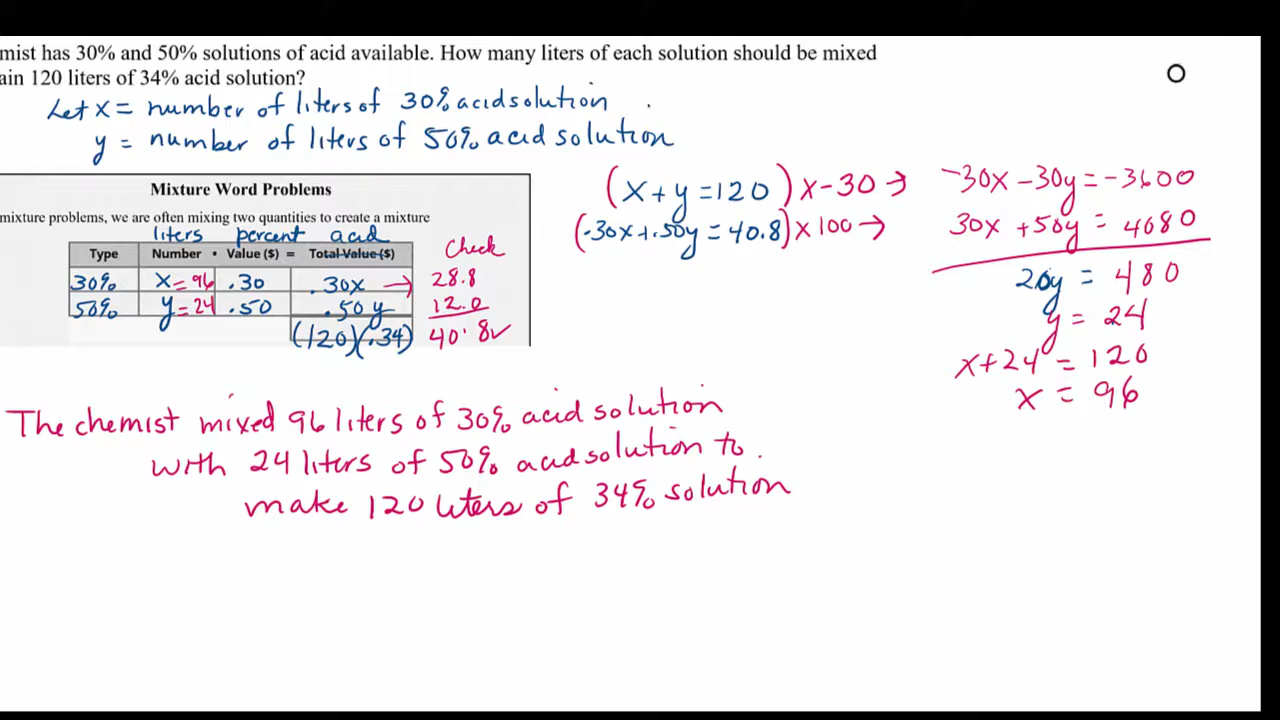 mist has 30% and 50% solutions of acid available. How many liters of each solution should be mixed
ain 120 liters of 34% acid solution?
Let x = number of liters of 30% acid solution
y = number of liters of 50% acid solution
Mixture Word Problems
mixture problems, we are often mixing two quantities to create a mixture
liters percent acid
Type Number • Value ($) = Total Value ($)
30% x = 96 .30 .30x →
50% y = 24 .50 .50y
(120)(.34)
Check
28.8
12.0
40.8✓
(x + y = 120) x -30 →
(.30x + .50y = 40.8) x 100 →
-30x - 30y = -3600
30x + 50y = 4080
20y = 480
y = 24
x + 24 = 120
x = 96
The chemist mixed 96 liters of 30% acid solution
with 24 liters of 50% acid solution to
make 120 liters of 34% solution